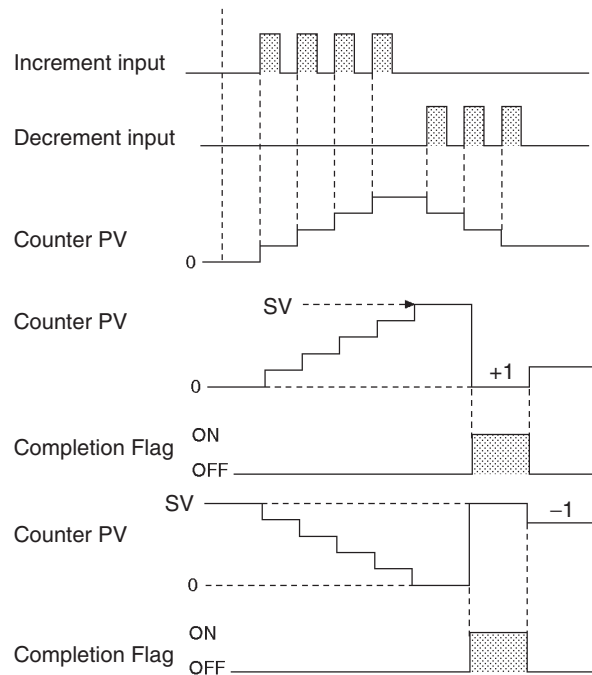 Increment input
Decrement input
Counter PV
0
SV
Counter PV
0
+1
ON
Completion Flag
OFF
SV
−1
Counter PV
0
ON
Completion Flag
OFF